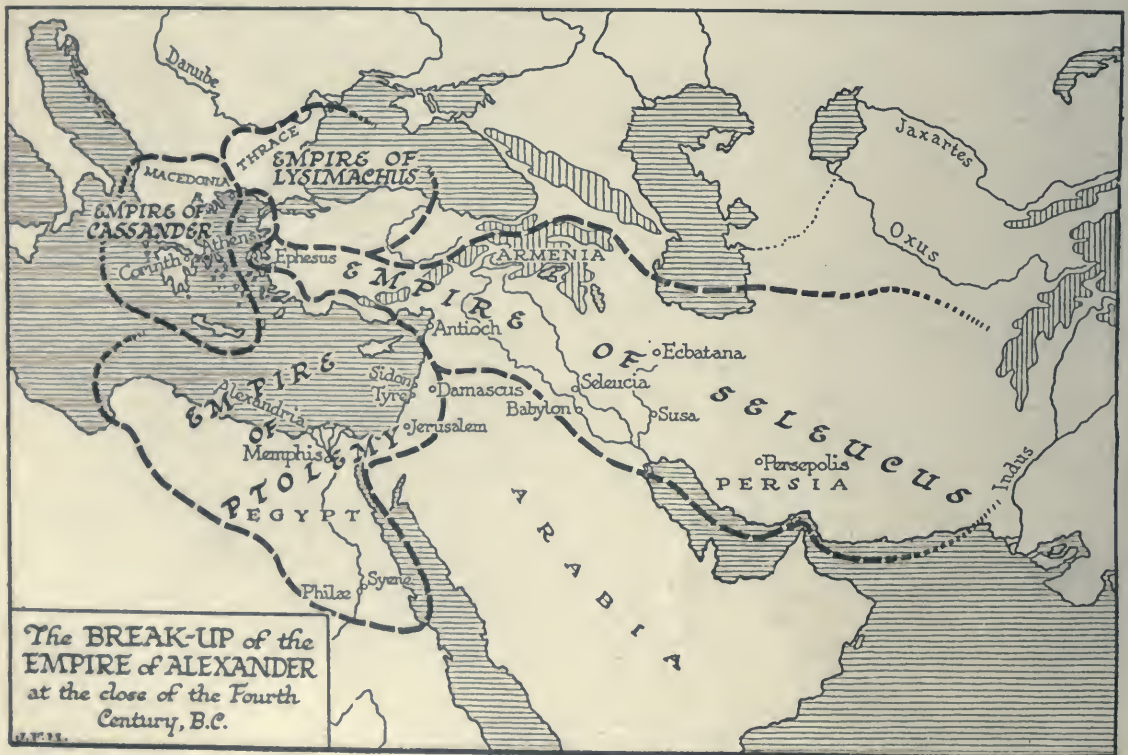 Danube
Jaxartes
THRACE
EMPIRE OF
LYSIMACHUS
MACEDONIA
EMPIRE OF
CASSANDER
Oxus
Athens
Corinth
Ephesus
ARMENIA
EMPIRE
OF
SELEUCUS
Antioch
Ecbatana
EMPIRE
OF
PTOLEMY
Sidon
Tyre
Damascus
Seleucia
Babylon
Susa
Alexandria
Jerusalem
Memphis
Persepolis
PERSIA
Indus
EGYPT
ARABIA
Philæ
Syene
The BREAK-UP of the
EMPIRE of ALEXANDER
at the close of the Fourth
Century, B.C.
J.F.H.